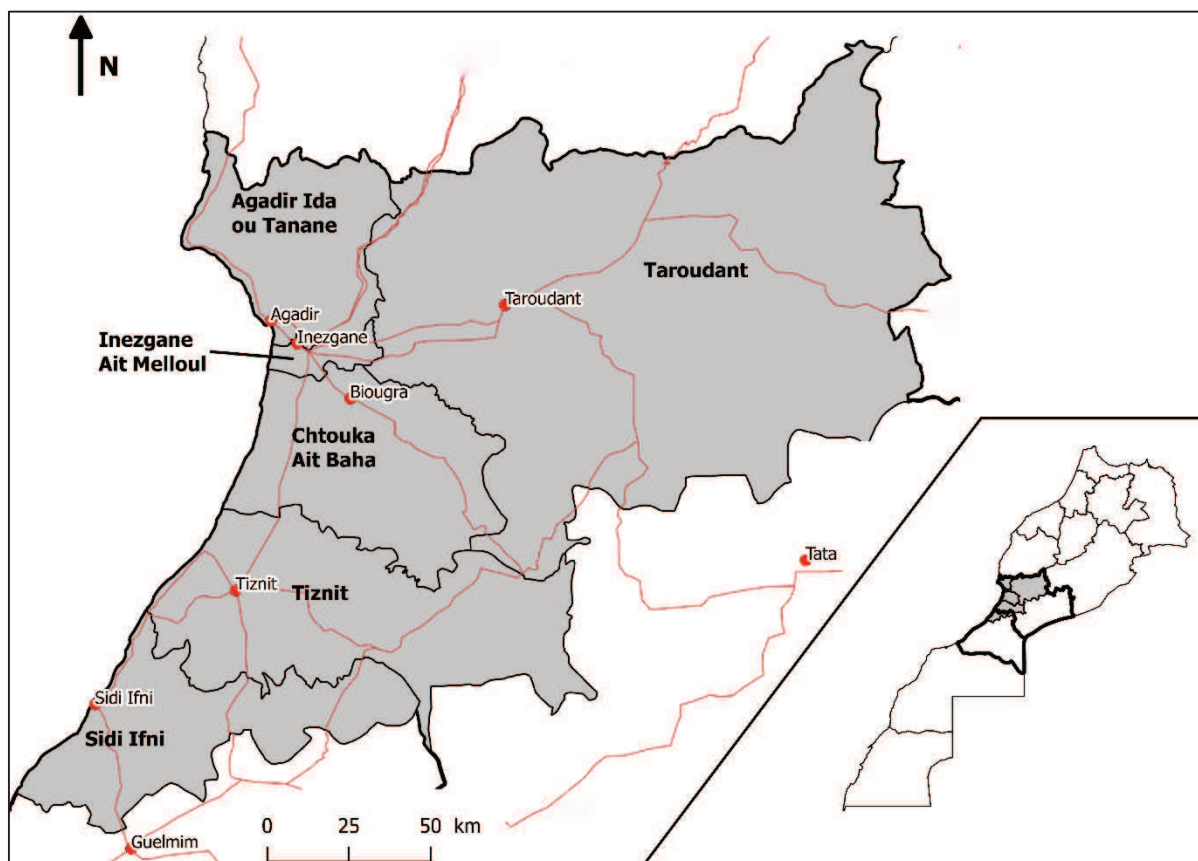 N
Agadir Ida
ou Tanane
Taroudant
Taroudant
Agadir
Inezgane
Inezgane
Ait Melloul
Biougra
Chtouka
Ait Baha
Tata
Tiznit
Tiznit
Sidi Ifni
Sidi Ifni
0 25 50 km
Guelmim